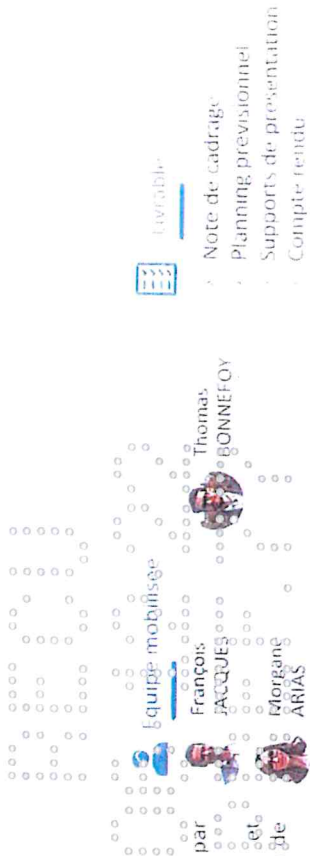 Equipe mobilisée
par
François
JACQUES
Thomas
BONNEFOY
et
de
Morgane
ARIAS
Livrable
Note de cadrage
Planning prévisionnel
Supports de présentation
Compte rendu